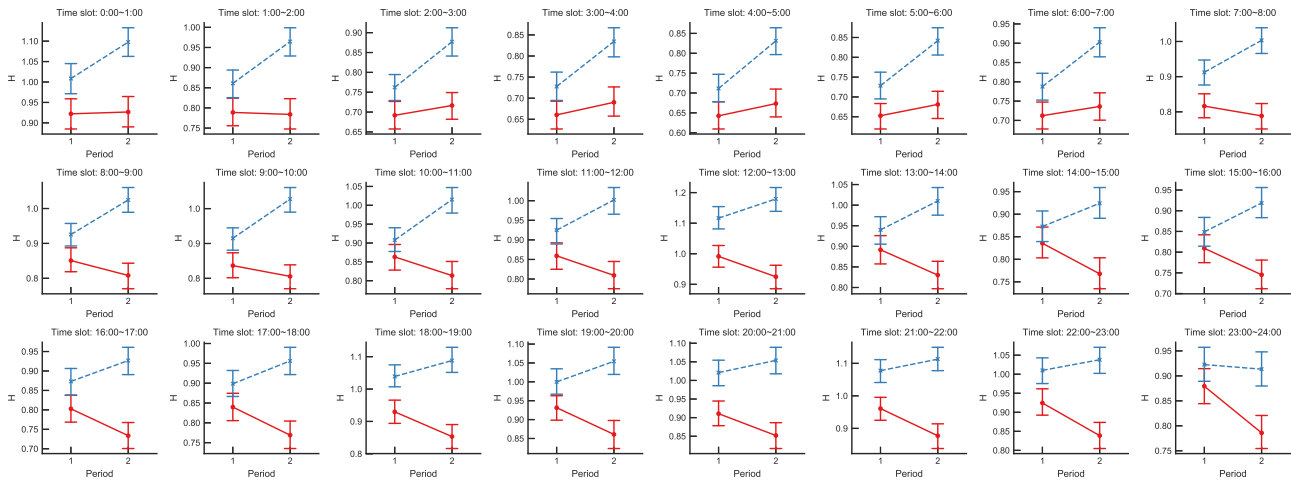 Time slot: 0:00~1:00
H
1.10
1.05
1.00
0.95
0.90
1 2
Period
Time slot: 1:00~2:00
H
1.00
0.95
0.90
0.85
0.80
0.75
1 2
Period
Time slot: 2:00~3:00
H
0.90
0.85
0.80
0.75
0.70
0.65
1 2
Period
Time slot: 3:00~4:00
H
0.85
0.80
0.75
0.70
0.65
1 2
Period
Time slot: 4:00~5:00
H
0.85
0.80
0.75
0.70
0.65
0.60
1 2
Period
Time slot: 5:00~6:00
H
0.85
0.80
0.75
0.70
0.65
1 2
Period
Time slot: 6:00~7:00
H
0.90
0.85
0.80
0.75
0.70
1 2
Period
Time slot: 7:00~8:00
H
1.0
0.9
0.8
1 2
Period
Time slot: 8:00~9:00
H
1.0
0.9
0.8
1 2
Period
Time slot: 9:00~10:00
H
1.0
0.9
0.8
1 2
Period
Time slot: 10:00~11:00
H
1.05
1.00
0.95
0.90
0.85
0.80
1 2
Period
Time slot: 11:00~12:00
H
1.00
0.95
0.90
0.85
0.80
1 2
Period
Time slot: 12:00~13:00
H
1.2
1.1
1.0
0.9
1 2
Period
Time slot: 13:00~14:00
H
1.05
1.00
0.95
0.90
0.85
0.80
1 2
Period
Time slot: 14:00~15:00
H
0.95
0.90
0.85
0.80
0.75
1 2
Period
Time slot: 15:00~16:00
H
0.95
0.90
0.85
0.80
0.75
0.70
1 2
Period
Time slot: 16:00~17:00
H
0.95
0.90
0.85
0.80
0.75
0.70
1 2
Period
Time slot: 17:00~18:00
H
1.00
0.95
0.90
0.85
0.80
0.75
1 2
Period
Time slot: 18:00~19:00
H
1.1
1.0
0.9
0.8
1 2
Period
Time slot: 19:00~20:00
H
1.05
1.00
0.95
0.90
0.85
1 2
Period
Time slot: 20:00~21:00
H
1.10
1.05
1.00
0.95
0.90
0.85
1 2
Period
Time slot: 21:00~22:00
H
1.1
1.0
0.9
1 2
Period
Time slot: 22:00~23:00
H
1.05
1.00
0.95
0.90
0.85
0.80
1 2
Period
Time slot: 23:00~24:00
H
0.95
0.90
0.85
0.80
0.75
1 2
Period